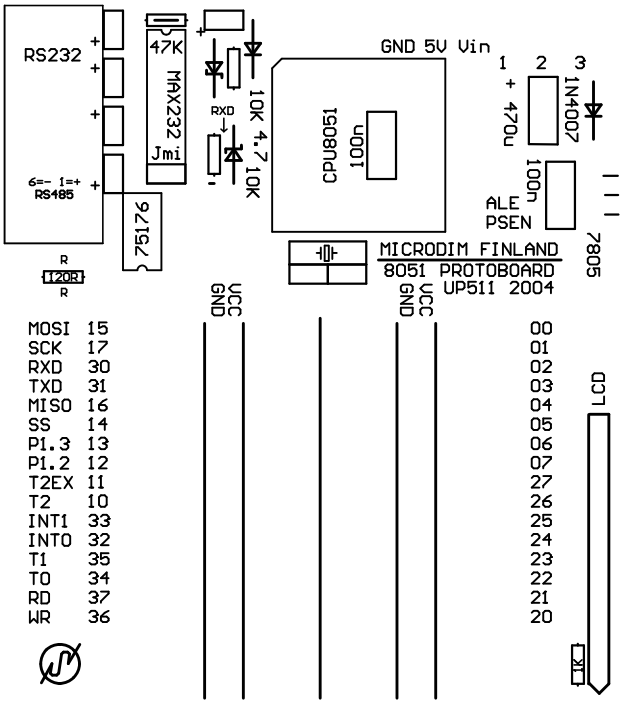 RS232
+
+
+
+
6=- 1=+
RS485
47K
MAX232
Jmi
75176
+
RXD
10K 4.7
10K
-
CPU8051
100n
GND 5V Vin
1 2 3
+ 470u
1N4007
100n
ALE
PSEN
7805
R
120R
R
MICRODIM FINLAND
8051 PROTOBOARD
UP511 2004
VCC
GND
VCC
GND
MOSI 15
SCK 17
RXD 30
TXD 31
MISO 16
SS 14
P1.3 13
P1.2 12
T2EX 11
T2 10
INT1 33
INT0 32
T1 35
T0 34
RD 37
WR 36
00
01
02
03
04
05
06
07
27
26
25
24
23
22
21
20
LCD
1K